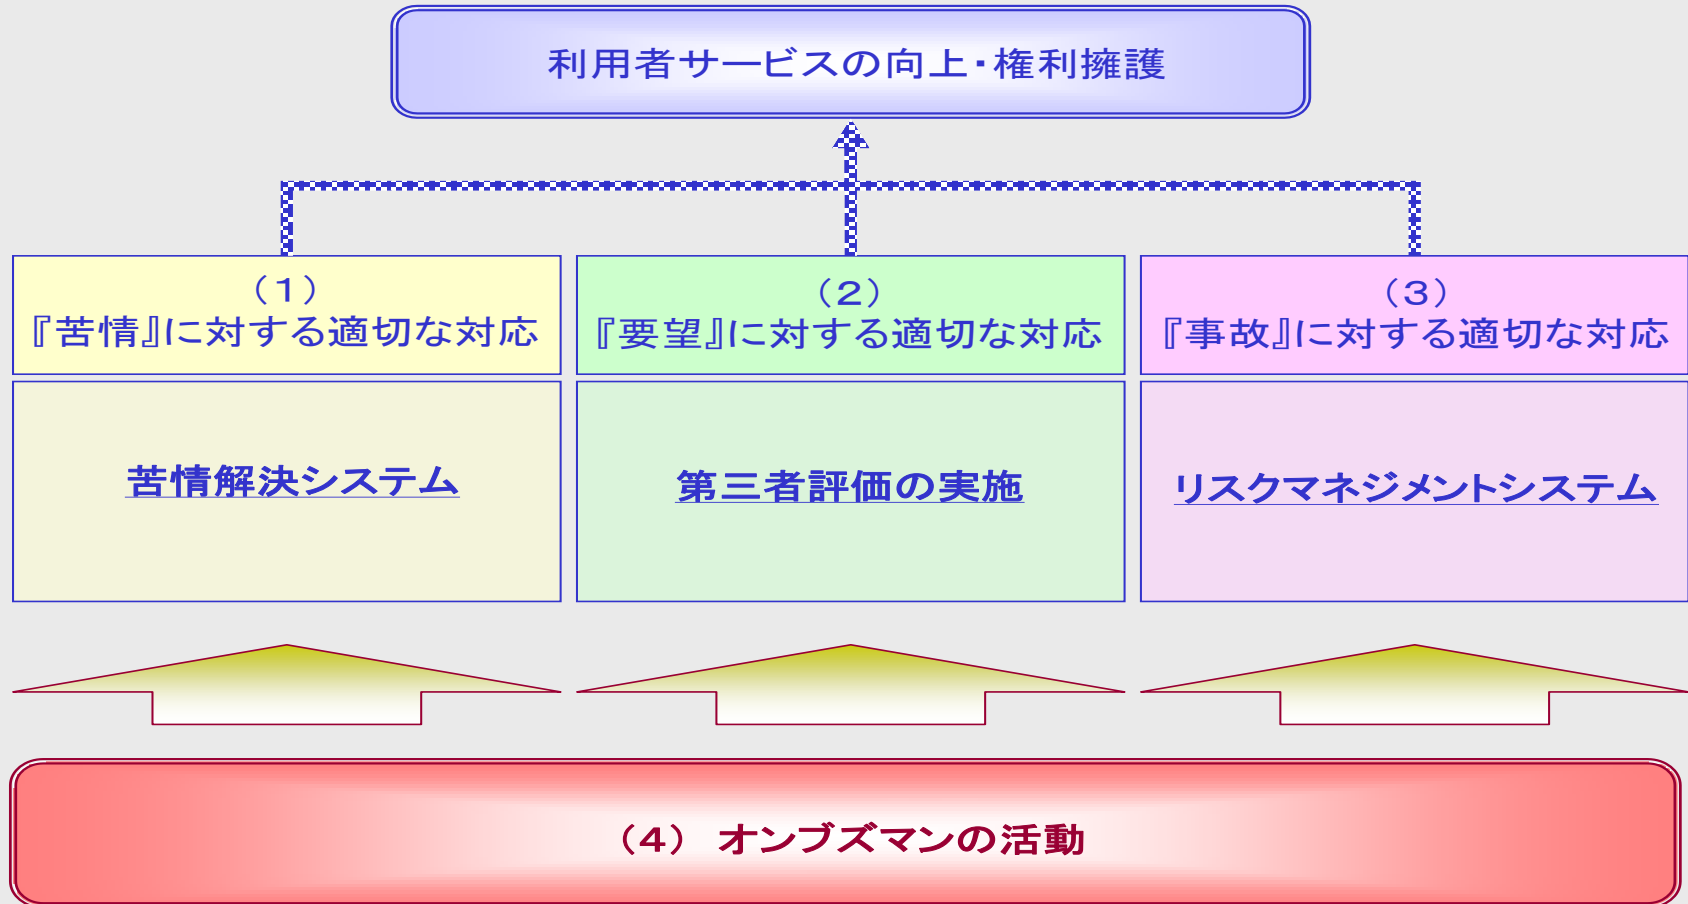 利用者サービスの向上・権利擁護
（1）
『苦情』に対する適切な対応
（2）
『要望』に対する適切な対応
（3）
『事故』に対する適切な対応
苦情解決システム
第三者評価の実施
リスクマネジメントシステム
（4） オンブズマンの活動